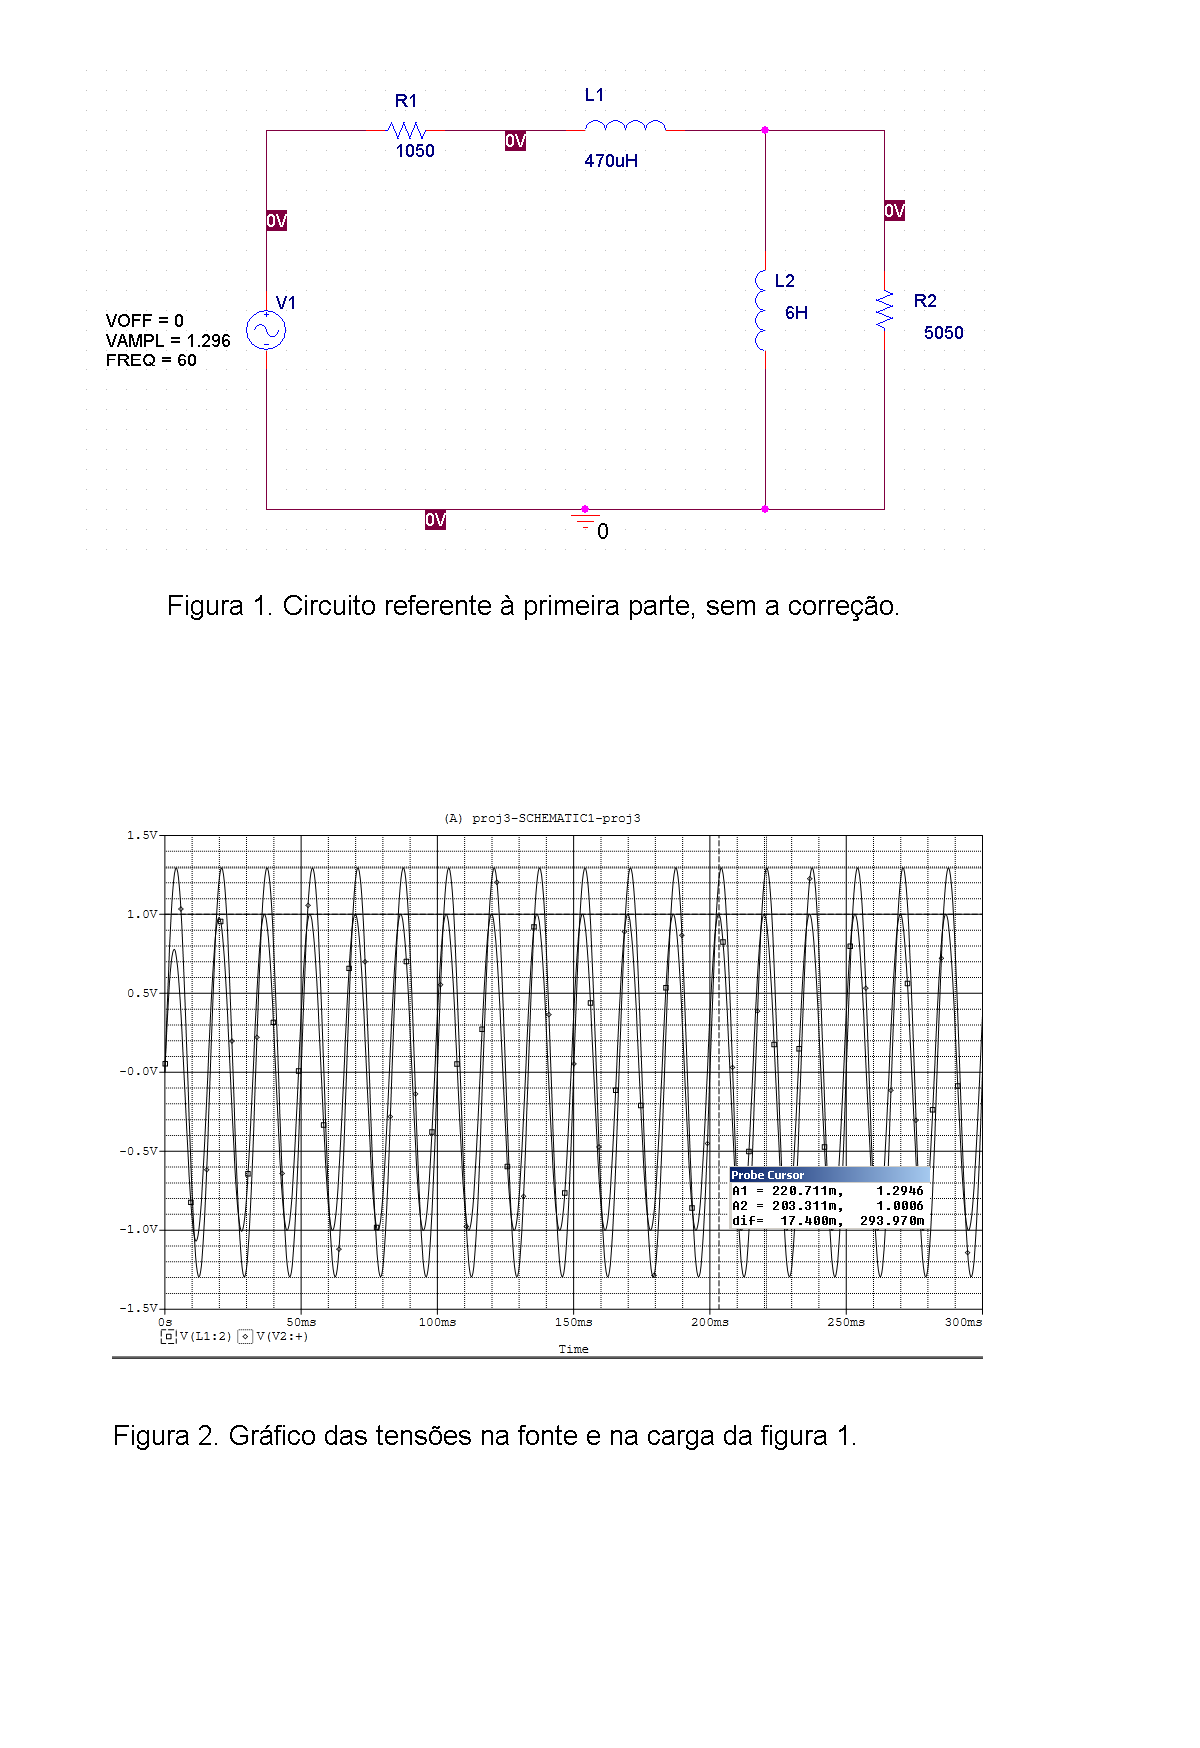 R1
1050
L1
470uH
0V
0V
0V
V1
VOFF = 0
VAMPL = 1.296
FREQ = 60
L2
6H
R2
5050
0V
0
Figura 1. Circuito referente à primeira parte, sem a correção.
(A) proj3-SCHEMATIC1-proj3
1.5V
1.0V
0.5V
-0.0V
-0.5V
-1.0V
-1.5V
Probe Cursor
A1 = 220.711m, 1.2946
A2 = 203.311m, 1.0006
dif= 17.400m, 293.970m
0s 50ms 100ms 150ms 200ms 250ms 300ms
V(L1:2) V(V2:+)
Time
Figura 2. Gráfico das tensões na fonte e na carga da figura 1.